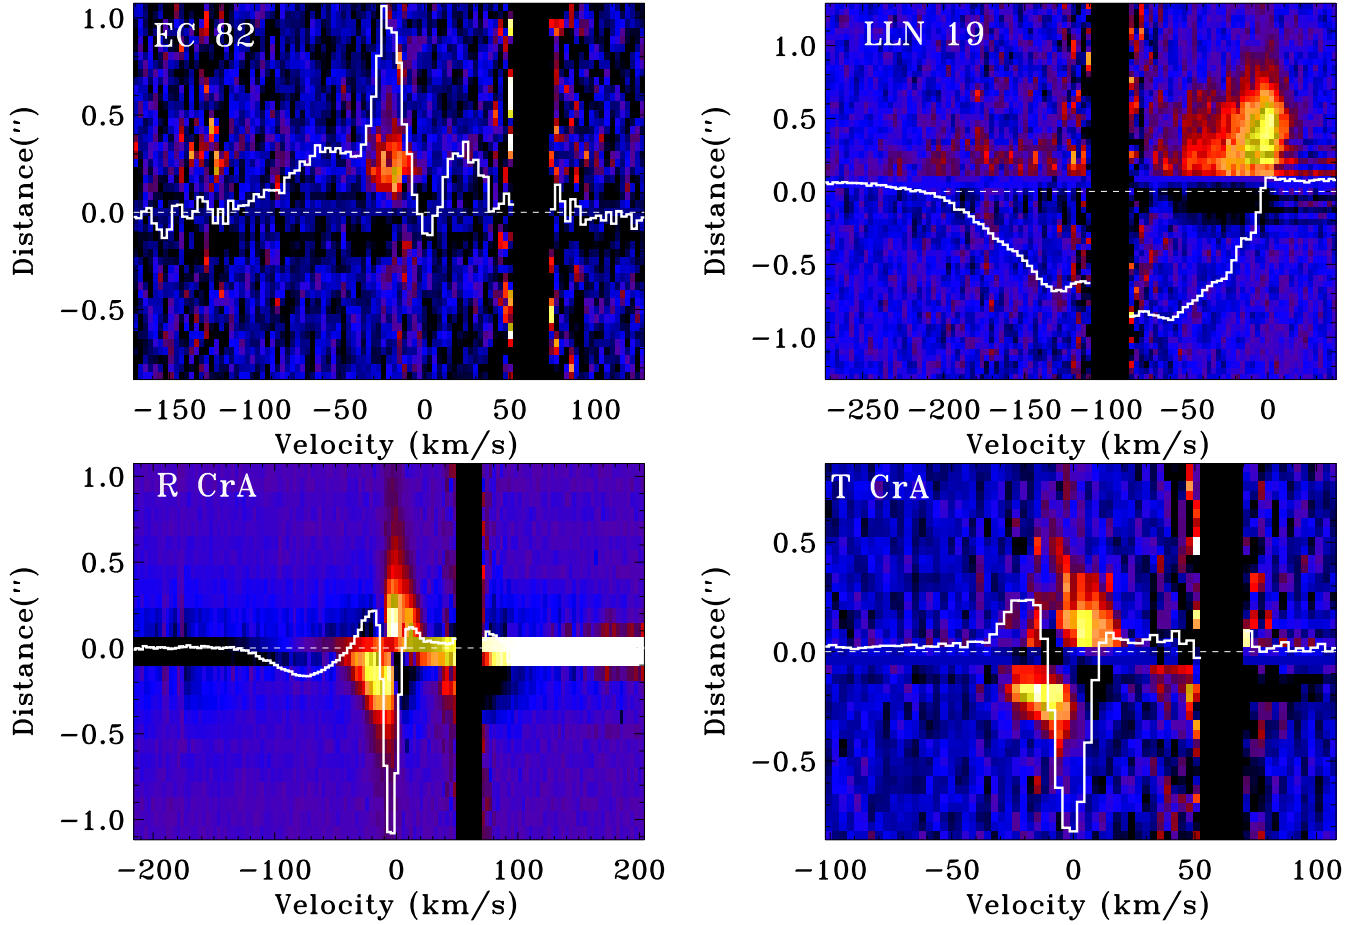 EC 82
1.0
0.5
0.0
−0.5
Distance(″)
−150 −100 −50 0 50 100
Velocity (km/s)
LLN 19
1.0
0.5
0.0
−0.5
−1.0
Distance(″)
−250 −200 −150 −100 −50 0
Velocity (km/s)
R CrA
1.0
0.5
0.0
−0.5
−1.0
Distance(″)
−200 −100 0 100 200
Velocity (km/s)
T CrA
0.5
0.0
−0.5
Distance(″)
−100 −50 0 50 100
Velocity (km/s)